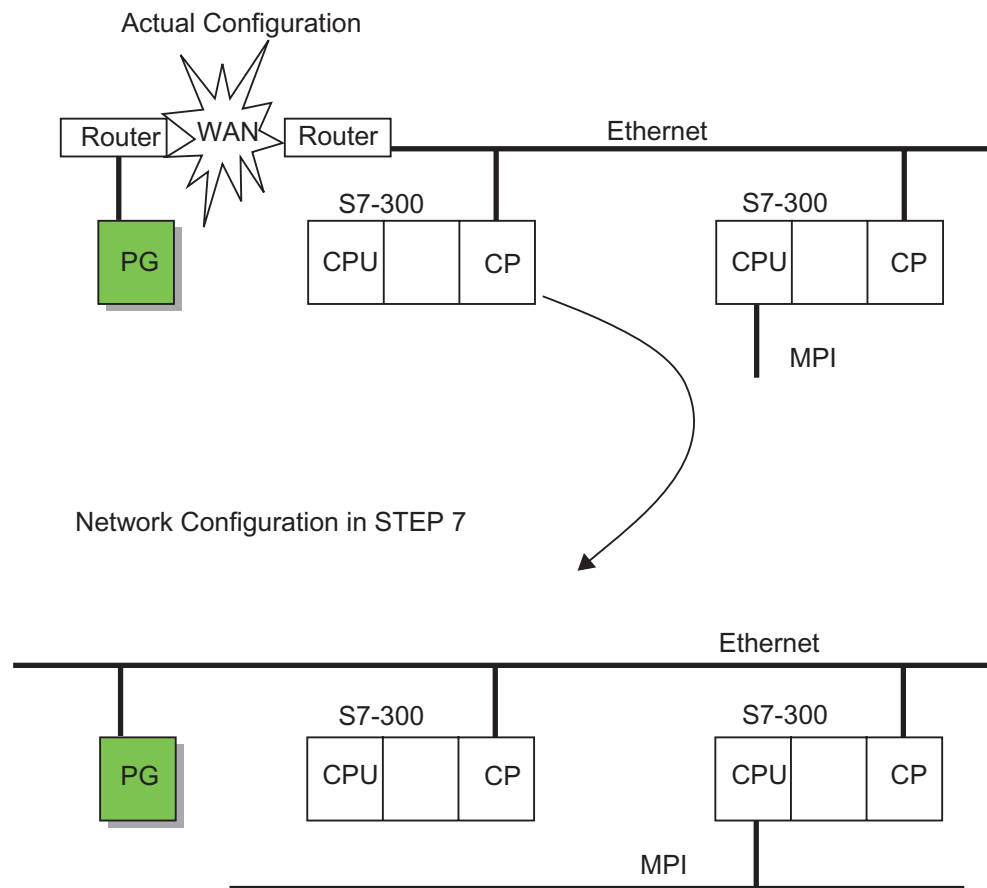 Actual Configuration
Router
WAN
Router
Ethernet
S7-300
S7-300
PG
CPU
CP
CPU
CP
MPI
Network Configuration in STEP 7
Ethernet
S7-300
S7-300
PG
CPU
CP
CPU
CP
MPI